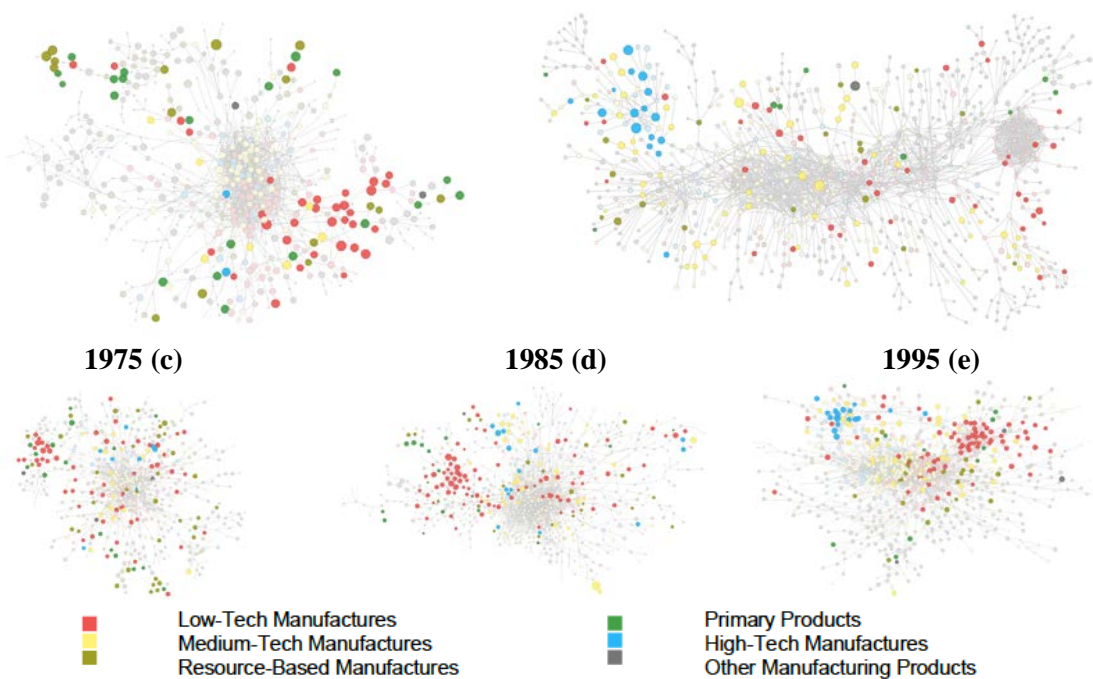 1975 (c)
1985 (d)
1995 (e)
Low-Tech Manufactures
Medium-Tech Manufactures
Resource-Based Manufactures
Primary Products
High-Tech Manufactures
Other Manufacturing Products